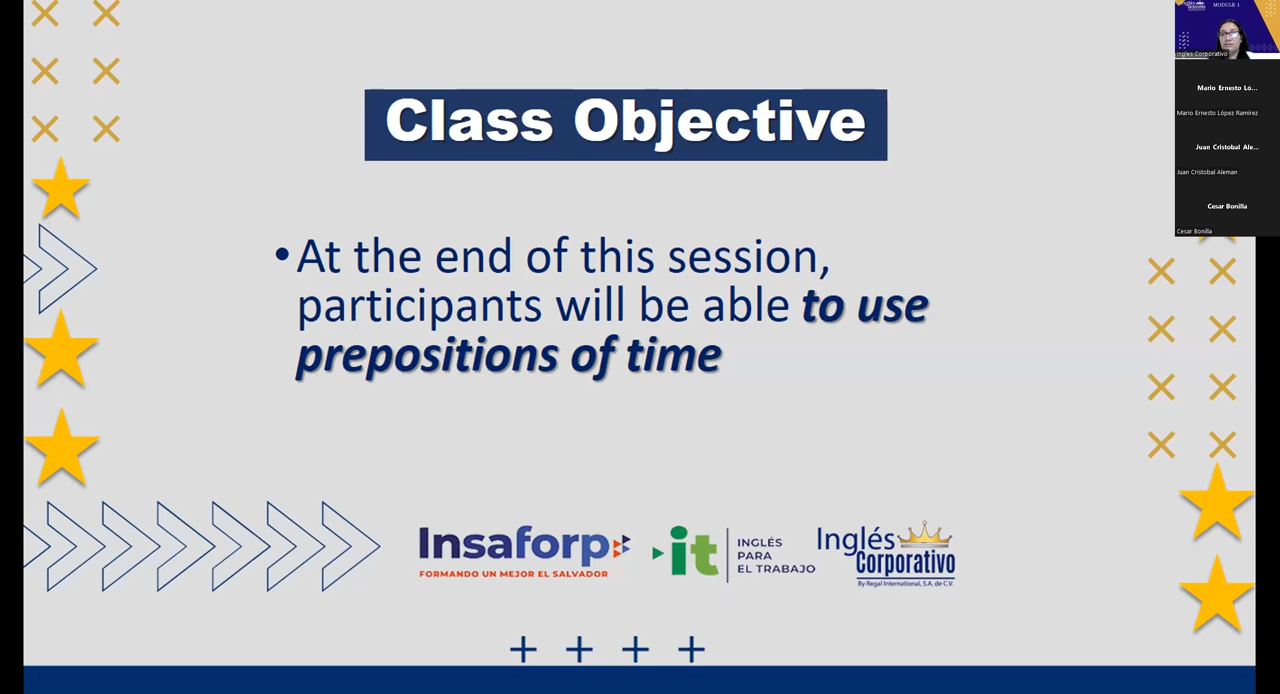 Class Objective
•At the end of this session,
participants will be able to use
prepositions of time
Insaforp
FORMANDO UN MEJOR EL SALVADOR
it
INGLÉS
PARA
EL TRABAJO
Inglés
Corporativo
By Regal International, S.A. de C.V.
Inglés
Corporativo
MODULE 1
Ingles Corporativo
Mario Ernesto Ló...
Mario Ernesto López Ramírez
Juan Cristobal Ale...
Juan Cristobal Aleman
Cesar Bonilla
Cesar Bonilla